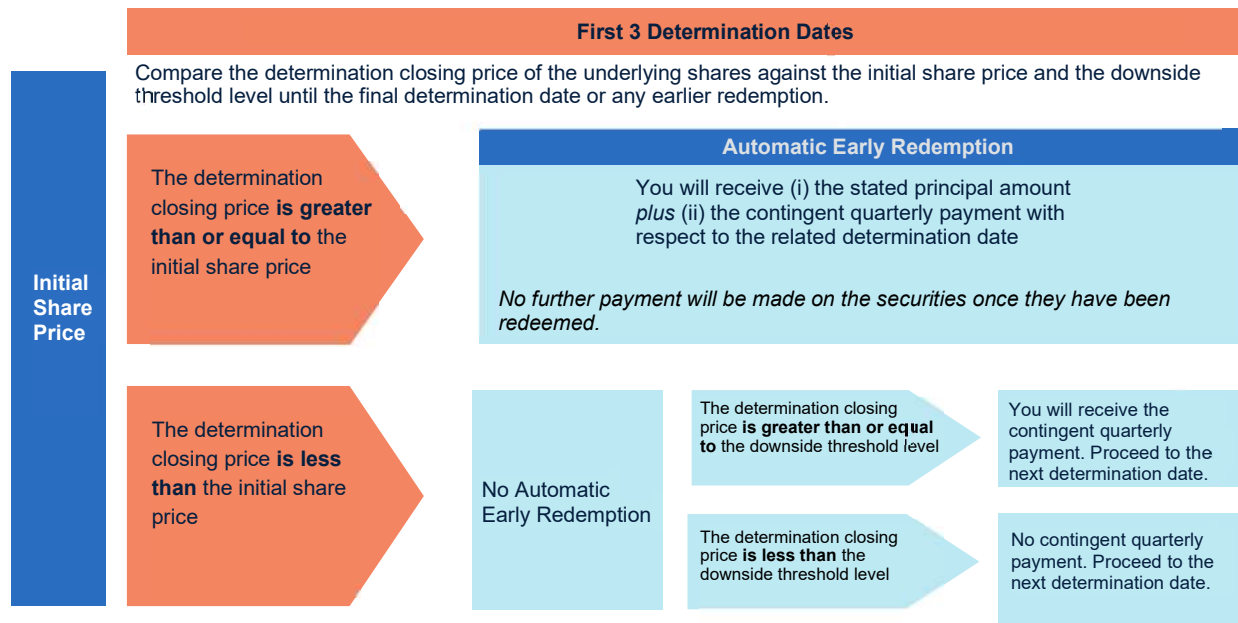 First 3 Determination Dates
Compare the determination closing price of the underlying shares against the initial share price and the downside
threshold level until the final determination date or any earlier redemption.
Initial
Share
Price
The determination
closing price is greater
than or equal to the
initial share price
Automatic Early Redemption
You will receive (i) the stated principal amount
plus (ii) the contingent quarterly payment with
respect to the related determination date
No further payment will be made on the securities once they have been
redeemed.
The determination
closing price is less
than the initial share
price
No Automatic
Early Redemption
The determination closing
price is greater than or equal
to the downside threshold level
You will receive the
contingent quarterly
payment. Proceed to the
next determination date.
The determination closing
price is less than the
downside threshold level
No contingent quarterly
payment. Proceed to the
next determination date.